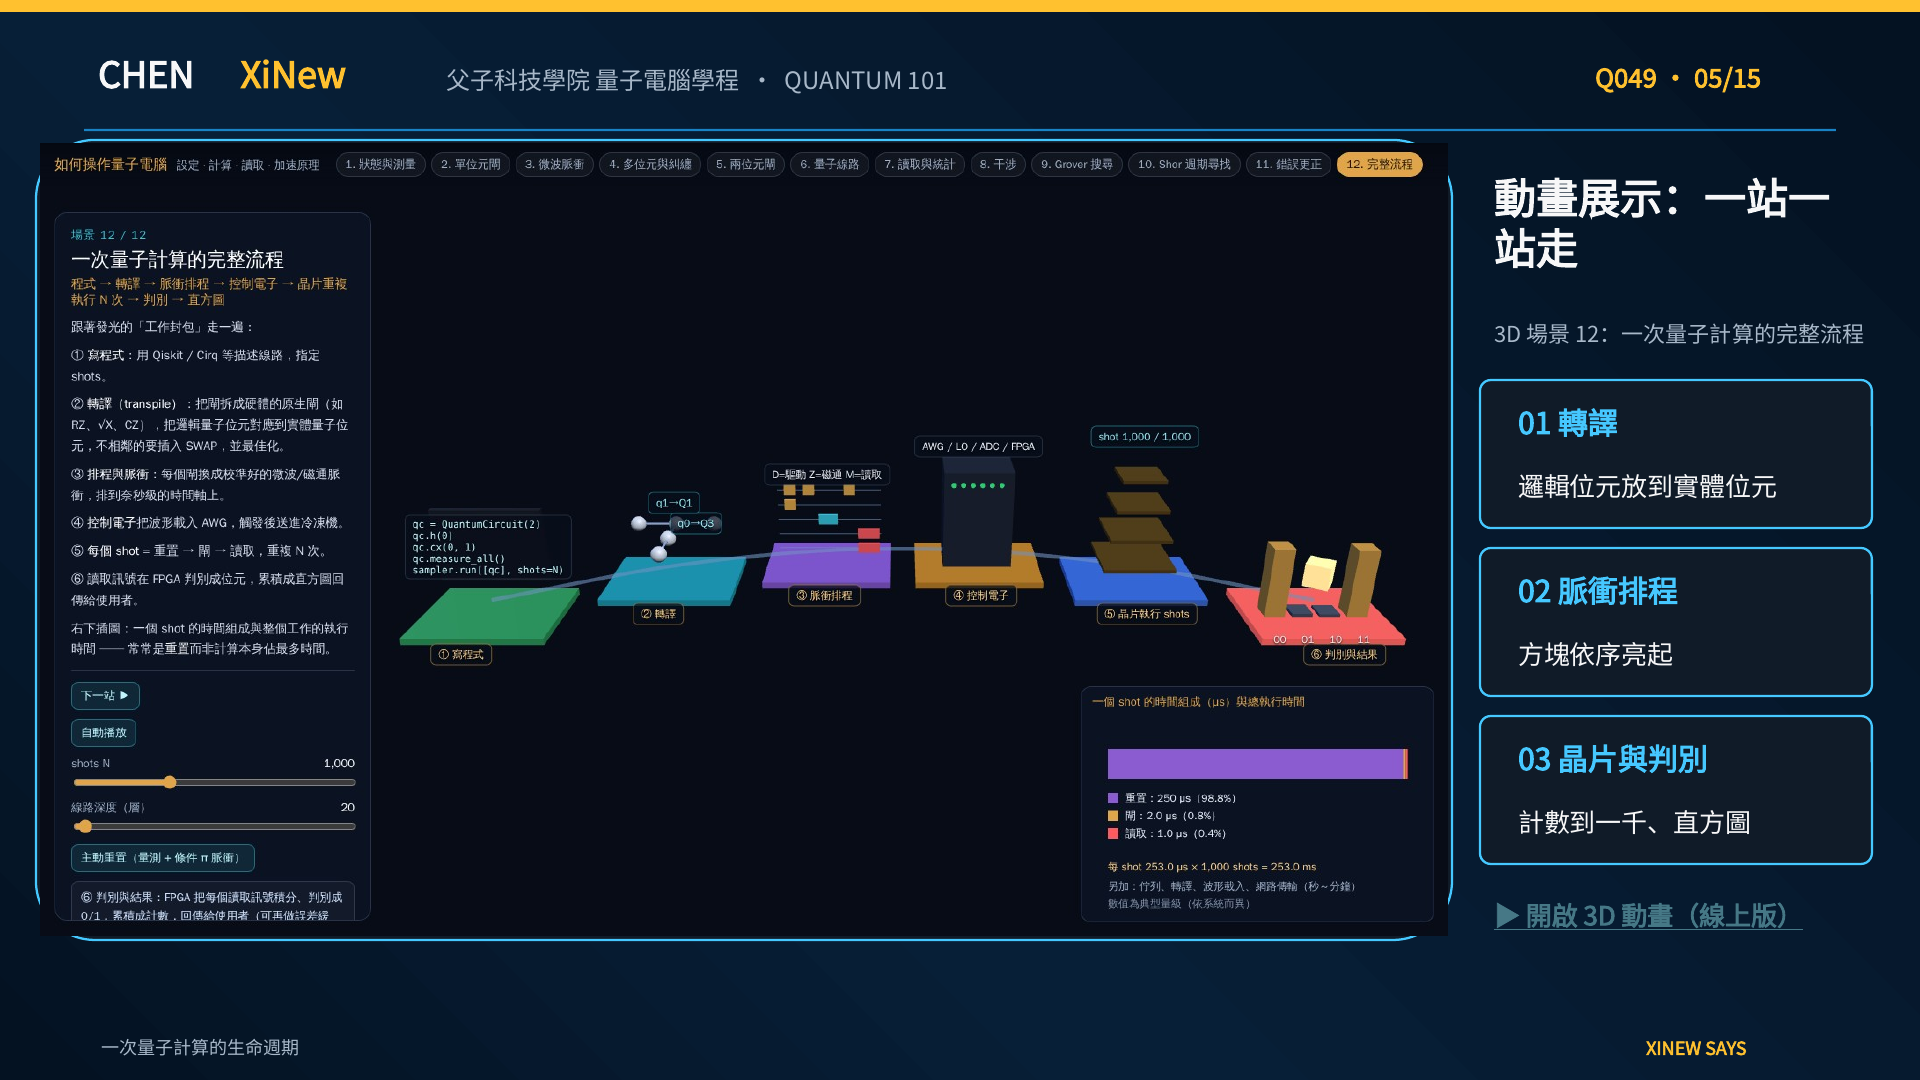 CHEN XiNew 父子科技學院 量子電腦學程 · QUANTUM 101 Q049 · 05/15
如何操作量子電腦 設定·計算·讀取·加速原理 1. 狀態與測量 2. 單位元閘 3. 微波脈衝 4. 多位元與糾纏 5. 兩位元閘 6. 量子線路 7. 讀取與統計 8. 干涉 9. Grover 搜尋 10. Shor 週期尋找 11. 錯誤更正 12. 完整流程
場景 12 / 12
一次量子計算的完整流程
程式 → 轉譯 → 脈衝排程 → 控制電子 → 晶片重複
執行 N 次 → 判別 → 直方圖
跟著發光的「工作封包」走一遍：
① 寫程式：用 Qiskit / Cirq 等描述線路，指定
shots。
② 轉譯（transpile）：把閘拆成硬體的原生閘（如
RZ、√X、CZ），把邏輯量子位元對應到實體量子位
元，不相鄰的要插入 SWAP，並最佳化。
③ 排程與脈衝：每個閘換成校準好的微波/磁通脈
衝，排到奈秒級的時間軸上。
④ 控制電子把波形載入 AWG，觸發後送進冷凍機。
⑤ 每個 shot = 重置 → 閘 → 讀取，重複 N 次。
⑥ 讀取訊號在 FPGA 判別成位元，累積成直方圖回
傳給使用者。
右下插圖：一個 shot 的時間組成與整個工作的執行
時間 —— 常常是重置而非計算本身佔最多時間。
下一站 ▶
自動播放
shots N 1,000
線路深度（層） 20
主動重置（量測 + 條件 π 脈衝）
⑥ 判別與結果：FPGA 把每個讀取訊號積分、判別成
0/1，累積成計數，回傳給使用者（可再做誤差緩
qc = QuantumCircuit(2)
qc.h(0)
qc.cx(0, 1)
qc.measure_all()
sampler.run([qc], shots=N)
① 寫程式
q1→Q1
q0→Q3
② 轉譯
D=驅動 Z=磁通 M=讀取
③ 脈衝排程
AWG / LO / ADC / FPGA
④ 控制電子
shot 1,000 / 1,000
⑤ 晶片執行 shots
00 01 10 11
⑥ 判別與結果
一個 shot 的時間組成（μs）與總執行時間
重置：250 μs（98.8%）
閘：2.0 μs（0.8%）
讀取：1.0 μs（0.4%）
每 shot 253.0 μs × 1,000 shots = 253.0 ms
另加：佇列、轉譯、波形載入、網路傳輸（秒～分鐘）
數值為典型量級（依系統而異）
動畫展示：一站一
站走
3D 場景 12：一次量子計算的完整流程
01 轉譯
邏輯位元放到實體位元
02 脈衝排程
方塊依序亮起
03 晶片與判別
計數到一千、直方圖
▶ 開啟 3D 動畫（線上版）
一次量子計算的生命週期
XINEW SAYS